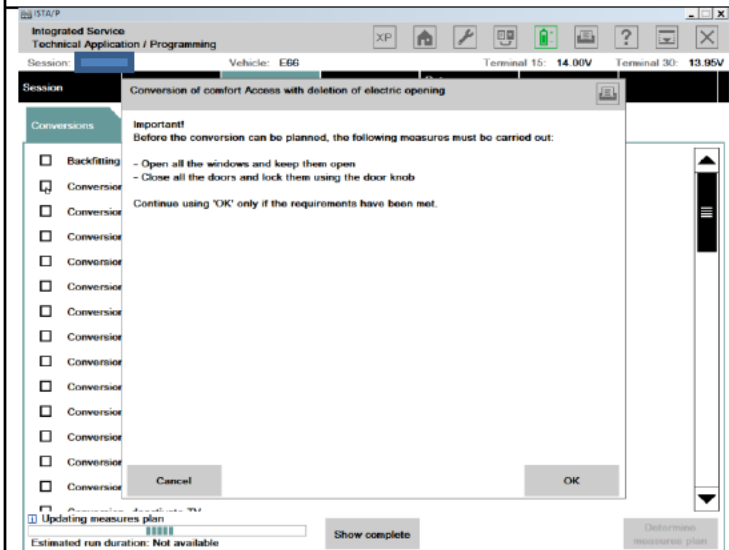 ISTA/P
Integrated Service
Technical Application / Programming
XP
?
Session:
Vehicle: E66
Terminal 15: 14.00V
Terminal 30: 13.95V
Session
Conversion of comfort Access with deletion of electric opening
Conversions
Important!
Before the conversion can be planned, the following measures must be carried out:
- Open all the windows and keep them open
- Close all the doors and lock them using the door knob
Continue using 'OK' only if the requirements have been met.
Backfitting
Conversion
Conversion
Conversion
Conversion
Conversion
Conversion
Conversion
Conversion
Conversion
Conversion
Conversion
Conversion
Conversion
Cancel
OK
Updating measures plan
Estimated run duration: Not available
Show complete
Determine
measures plan